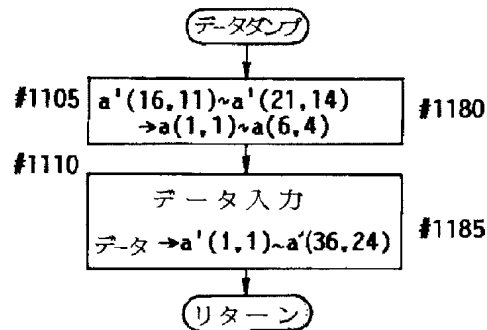 データダンプ
#1105 a'(16,11)~a'(21,14) #1180
→a(1,1)~a(6,4)
#1110
データ入力
データ→a'(1,1)~a'(36,24) #1185
リターン